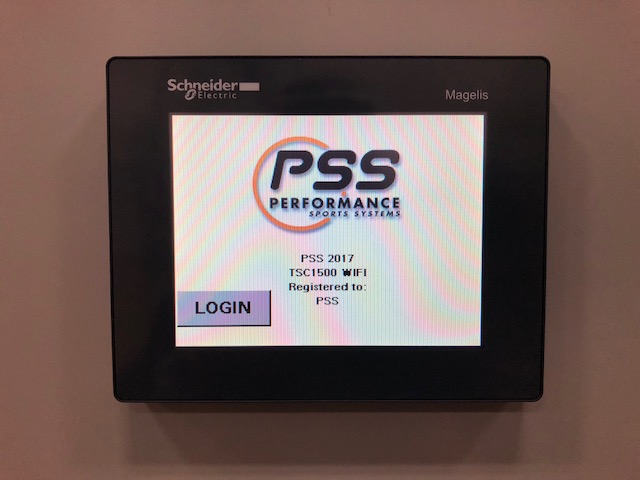 Schneider
Electric
Magelis
PSS
PERFORMANCE
SPORTS SYSTEMS
PSS 2017
TSC1500 WIFI
Registered to:
PSS
LOGIN